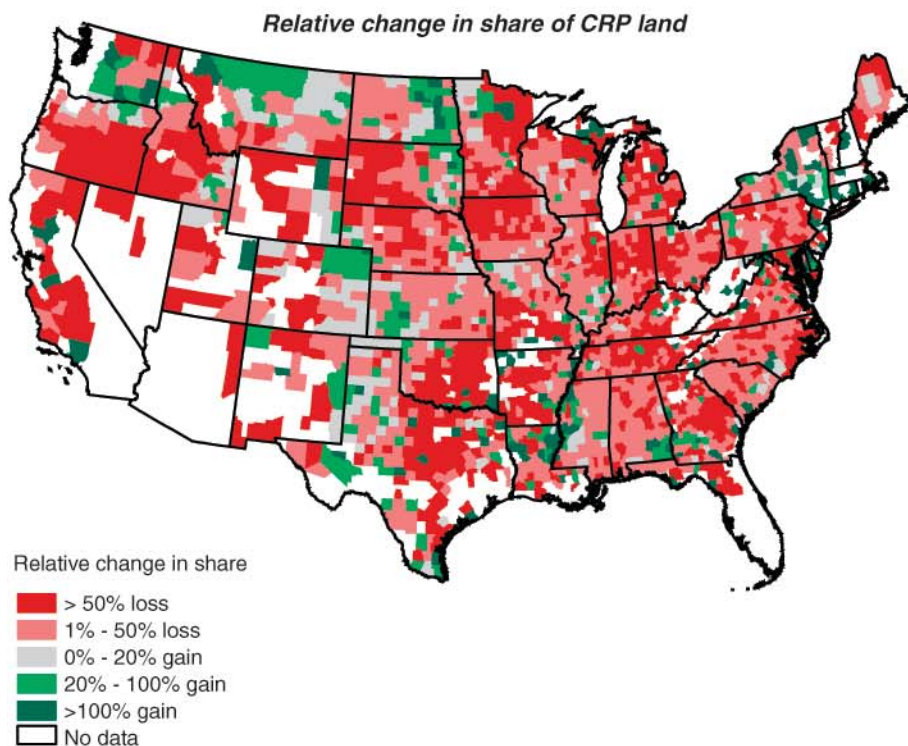 Relative change in share of CRP land
Relative change in share
> 50% loss
1% - 50% loss
0% - 20% gain
20% - 100% gain
>100% gain
No data